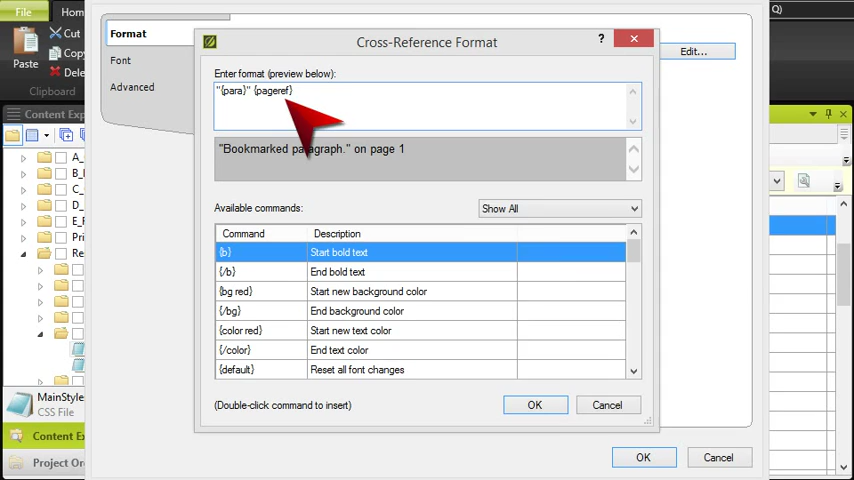 File
Home
Q)
Paste
Cut
Copy
Delet
Clipboard
Content Exp
A_
B_
C_
D_
E_F
Pri
Re
MainStyle
CSS File
Content Ex
Project Or
Format
Font
Advanced
Edit...
Cross-Reference Format
?
Enter format (preview below):
"{para}" {pageref}
"Bookmarked paragraph." on page 1
Available commands:
Show All
Command Description
{b} Start bold text
{/b} End bold text
{bg red} Start new background color
{/bg} End background color
{color red} Start new text color
{/color} End text color
{default} Reset all font changes
(Double-click command to insert)
OK
Cancel
OK
Cancel